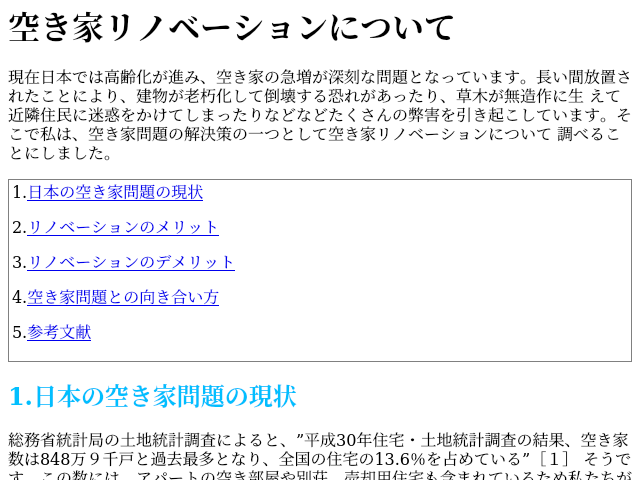 空き家リノベーションについて
現在日本では高齢化が進み、空き家の急増が深刻な問題となっています。長い間放置さ
れたことにより、建物が老朽化して倒壊する恐れがあったり、草木が無造作に生 えて
近隣住民に迷惑をかけてしまったりなどなどたくさんの弊害を引き起こしています。そ
こで私は、空き家問題の解決策の一つとして空き家リノベーションについて 調べるこ
とにしました。
1.日本の空き家問題の現状
2.リノベーションのメリット
3.リノベーションのデメリット
4.空き家問題との向き合い方
5.参考文献
1.日本の空き家問題の現状
総務省統計局の土地統計調査によると、”平成30年住宅・土地統計調査の結果、空き家
数は848万９千戸と過去最多となり、全国の住宅の13.6%を占めている”［１］ そうで
す。この数には、アパートの空き部屋や別荘、売却用住宅も含まれているため私たちが